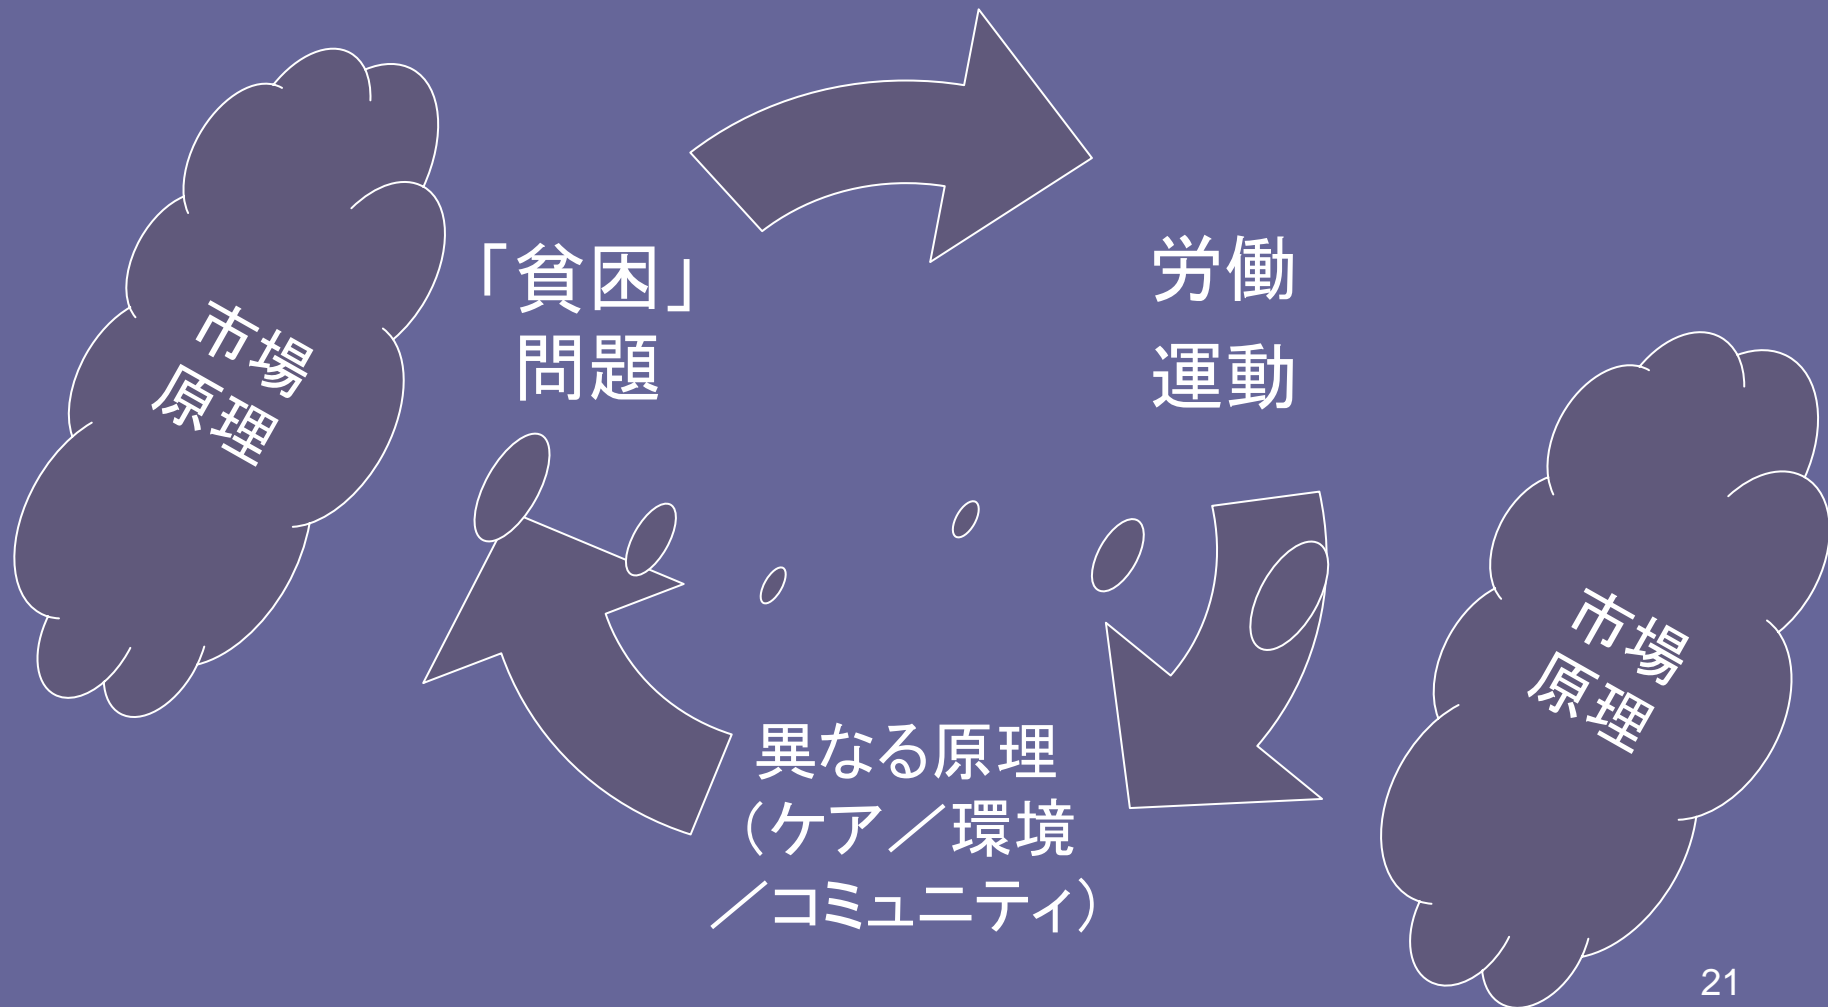 「貧困」
問題
労働
運動
市場
原理
市場
原理
異なる原理
（ケア／環境
／コミュニティ）
21